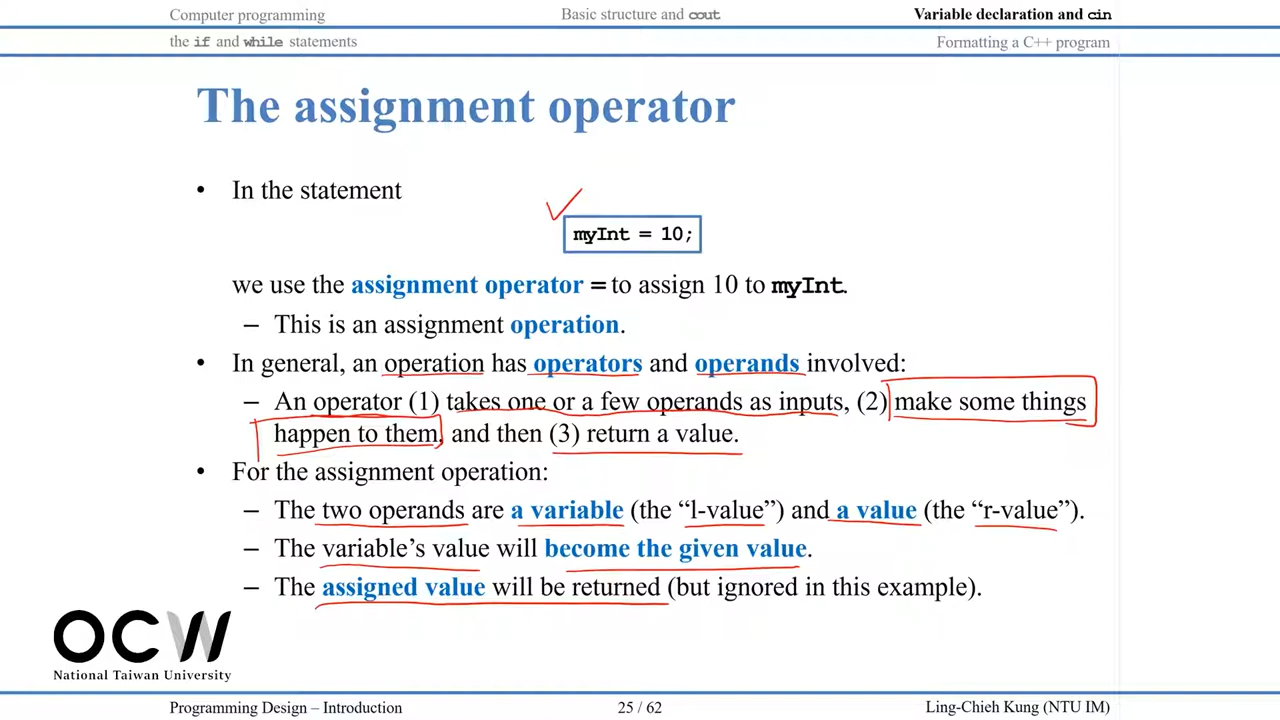 Computer programming
Basic structure and cout
Variable declaration and cin
the if and while statements
Formatting a C++ program
The assignment operator
• In the statement
myInt = 10;
we use the assignment operator = to assign 10 to myInt.
– This is an assignment operation.
• In general, an operation has operators and operands involved:
– An operator (1) takes one or a few operands as inputs, (2) make some things
happen to them, and then (3) return a value.
• For the assignment operation:
– The two operands are a variable (the “l-value”) and a value (the “r-value”).
– The variable’s value will become the given value.
– The assigned value will be returned (but ignored in this example).
OCW
National Taiwan University
Programming Design – Introduction
25 / 62
Ling-Chieh Kung (NTU IM)